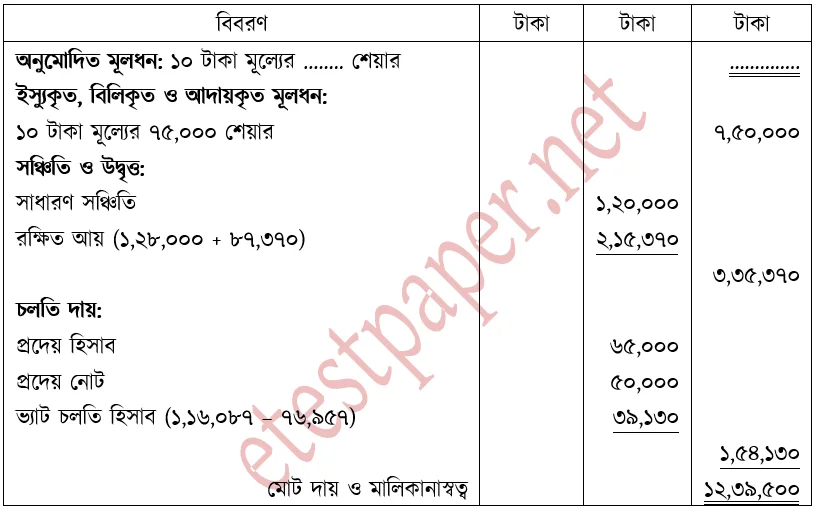 বিবরণ টাকা টাকা টাকা
অনুমোদিত মূলধন: ১০ টাকা মূল্যের ........ শেয়ার ..............
ইস্যুকৃত, বিলিকৃত ও আদায়কৃত মূলধন:
১০ টাকা মূল্যের ৭৫,০০০ শেয়ার ৭,৫০,০০০
সঞ্চিতি ও উদ্বৃত্ত:
সাধারণ সঞ্চিতি ১,২০,০০০
রক্ষিত আয় (১,২৮,০০০ + ৮৭,৩৭০) ২,১৫,৩৭০
৩,৩৫,৩৭০
চলতি দায়:
প্রদেয় হিসাব ৬৫,০০০
প্রদেয় নোট ৫০,০০০
ভ্যাট চলতি হিসাব (১,১৬,০৮৭ – ৭৬,৯৫৭) ৩৯,১৩০
১,৫৪,১৩০
মোট দায় ও মালিকানাস্বত্ব ১২,৩৯,৫০০
etestpaper.net